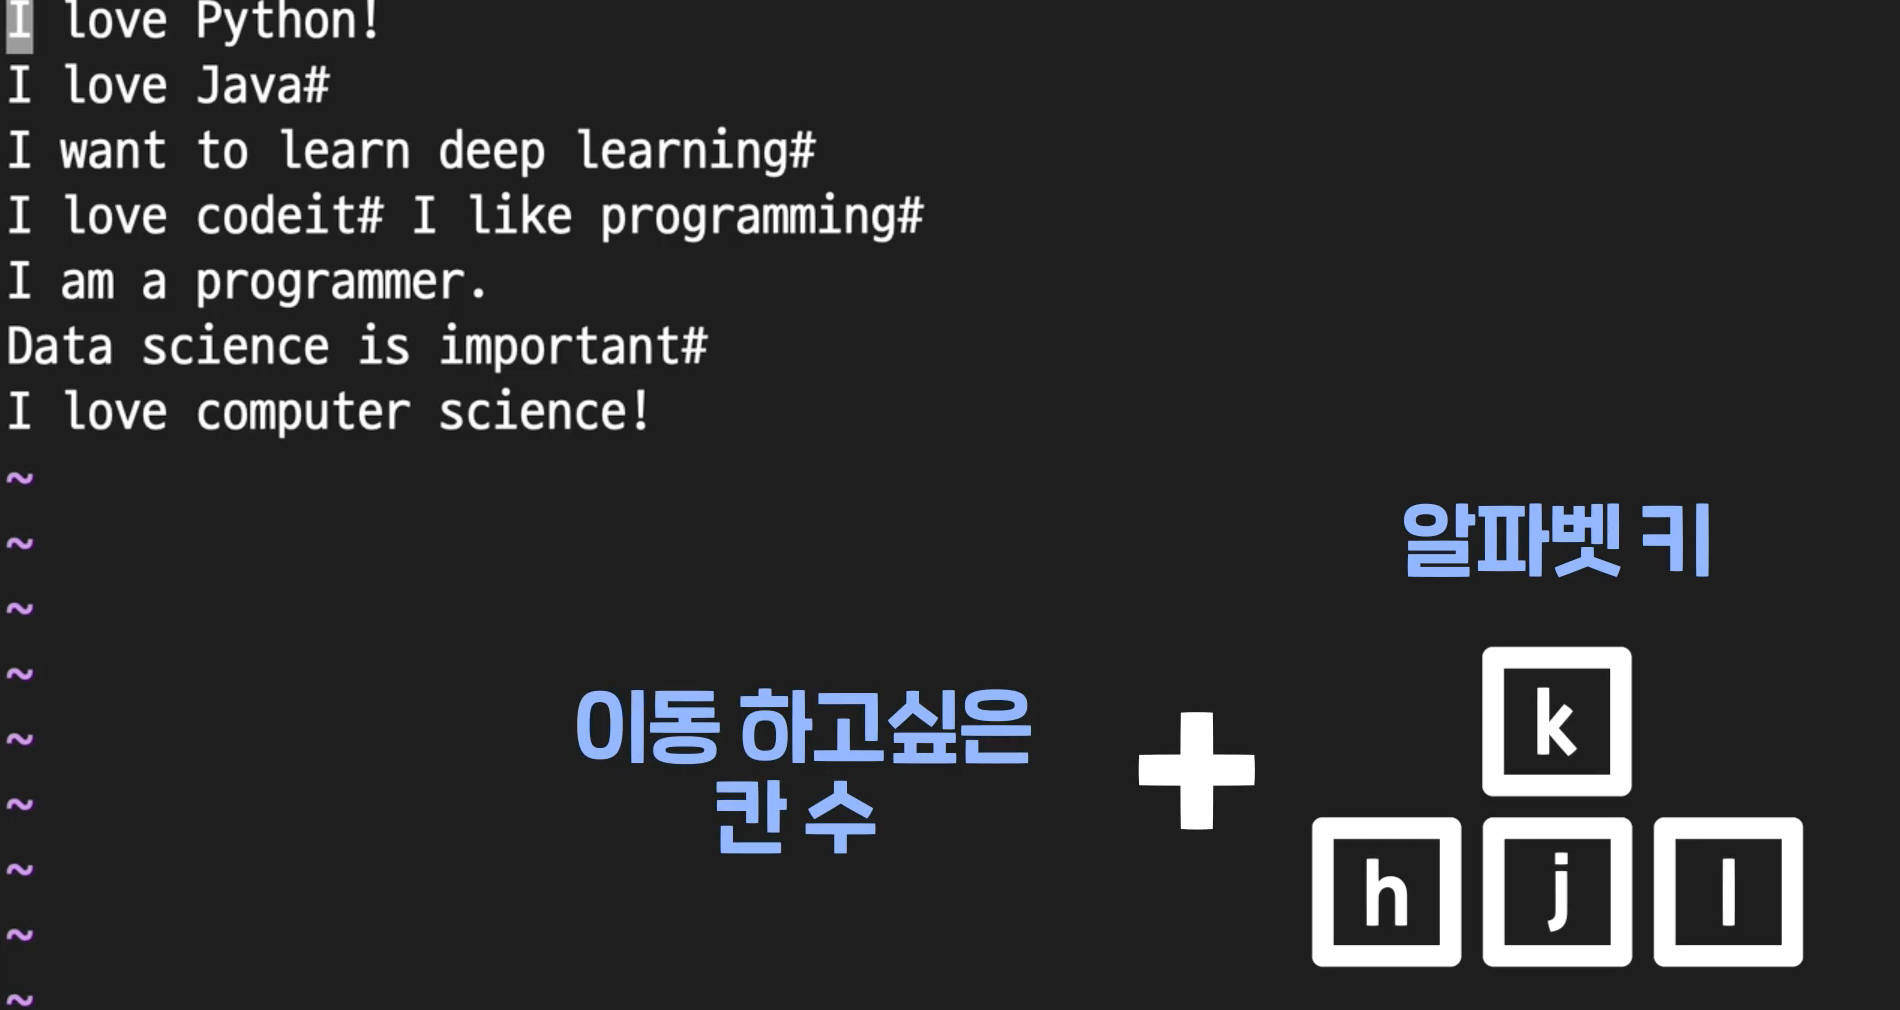 I love Python!
I love Java#
I want to learn deep learning#
I love codeit# I like programming#
I am a programmer.
Data science is important#
I love computer science!
~
~
~
~
~
~
~
~
~
알파벳 키
이동 하고싶은
칸 수
+
k
h j l